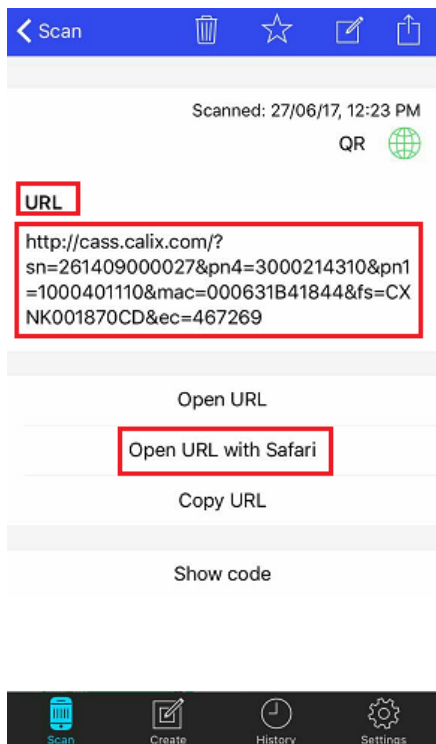 Scan
Scanned: 27/06/17, 12:23 PM
QR
URL
http://cass.calix.com/?
sn=261409000027&pn4=3000214310&pn1
=1000401110&mac=000631B41844&fs=CX
NK001870CD&ec=467269
Open URL
Open URL with Safari
Copy URL
Show code
Scan Create History Settings